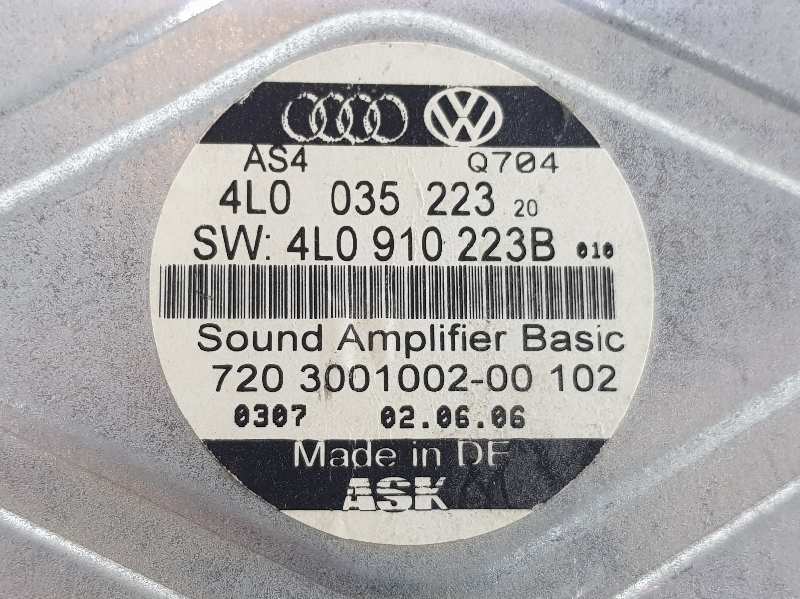 AS4 Q704
4L0 035 223 20
SW: 4L0 910 223B 010
Sound Amplifier Basic
720 3001002-00 102
0307 02.06.06
Made in DE
ASK